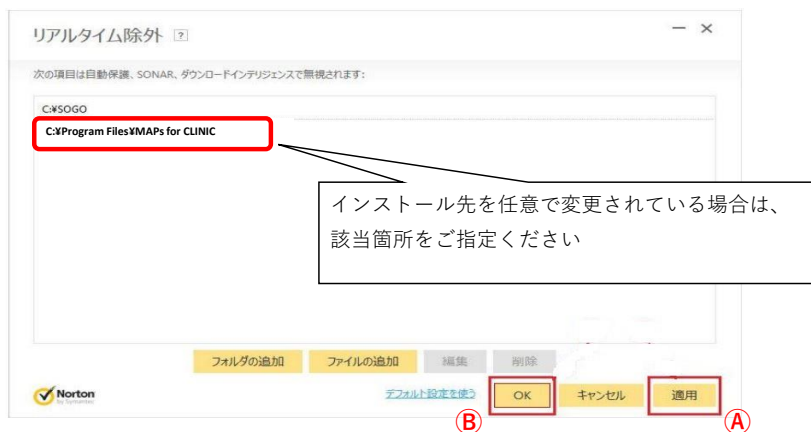 リアルタイム除外 ?
次の項目は自動保護、SONAR、ダウンロードインテリジェンスで無視されます:
C:¥SOGO
C:¥Program Files¥MAPs for CLINIC
インストール先を任意で変更されている場合は、
該当箇所をご指定ください
フォルダの追加 ファイルの追加 編集 削除
Norton
by Symantec
デフォルト設定を使う OK キャンセル 適用
Ⓑ Ⓐ